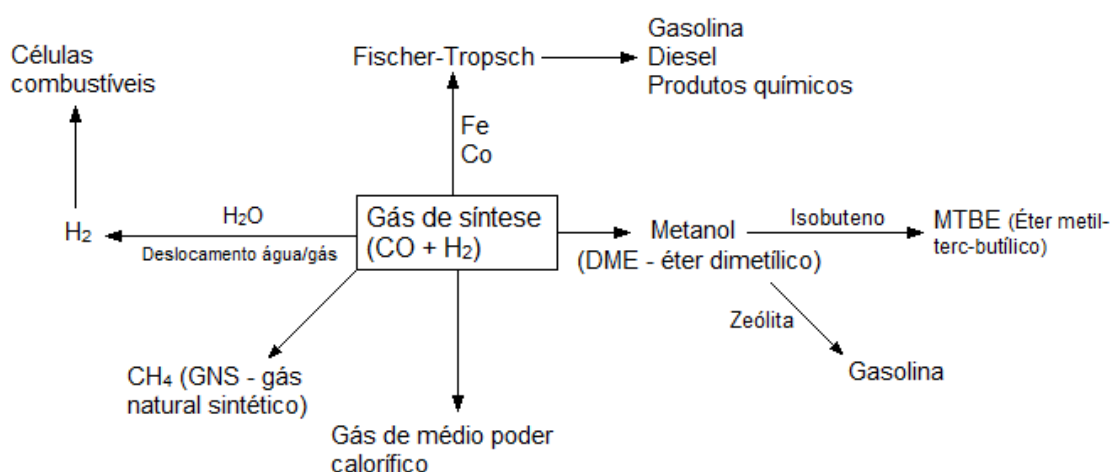 Células
combustíveis
Fischer-Tropsch
Gasolina
Diesel
Produtos químicos
Fe
Co
H₂
H₂O
Deslocamento água/gás
Gás de síntese
(CO + H₂)
Metanol
(DME - éter dimetílico)
Isobuteno
MTBE (Éter metil-
terc-butílico)
Zeólita
Gasolina
CH₄ (GNS - gás
natural sintético)
Gás de médio poder
calorífico